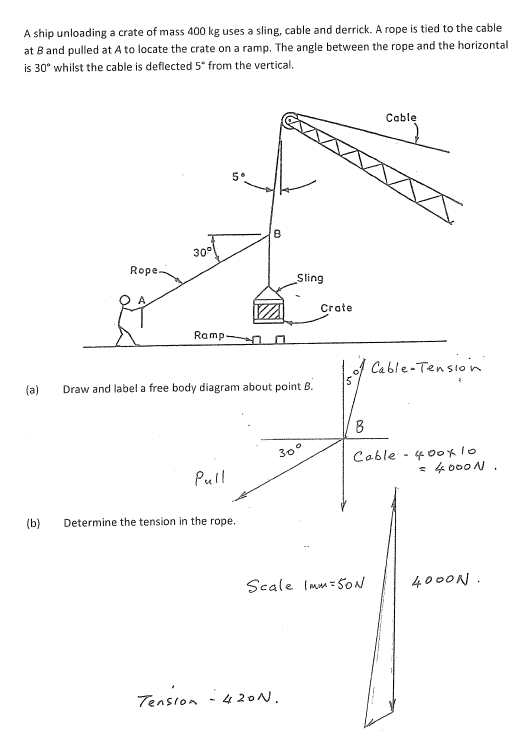 A ship unloading a crate of mass 400 kg uses a sling, cable and derrick. A rope is tied to the cable
at B and pulled at A to locate the crate on a ramp. The angle between the rope and the horizontal
is 30° whilst the cable is deflected 5° from the vertical.
Cable
5°
B
30°
Rope
Sling
A
Crate
Ramp
(a) Draw and label a free body diagram about point B.
5° Cable-Tension
B
30°
Cable - 400x10
= 4000N.
Pull
(b) Determine the tension in the rope.
Scale 1mm=50N
4000N.
Tension - 420N.